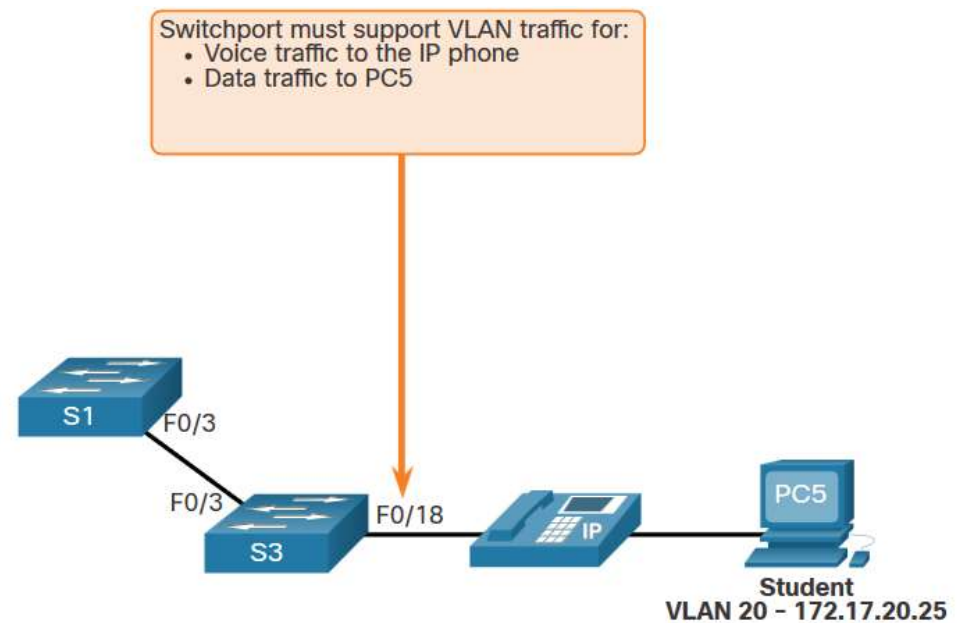 Switchport must support VLAN traffic for:
• Voice traffic to the IP phone
• Data traffic to PC5
S1
F0/3
F0/3
S3
F0/18
IP
PC5
Student
VLAN 20 – 172.17.20.25